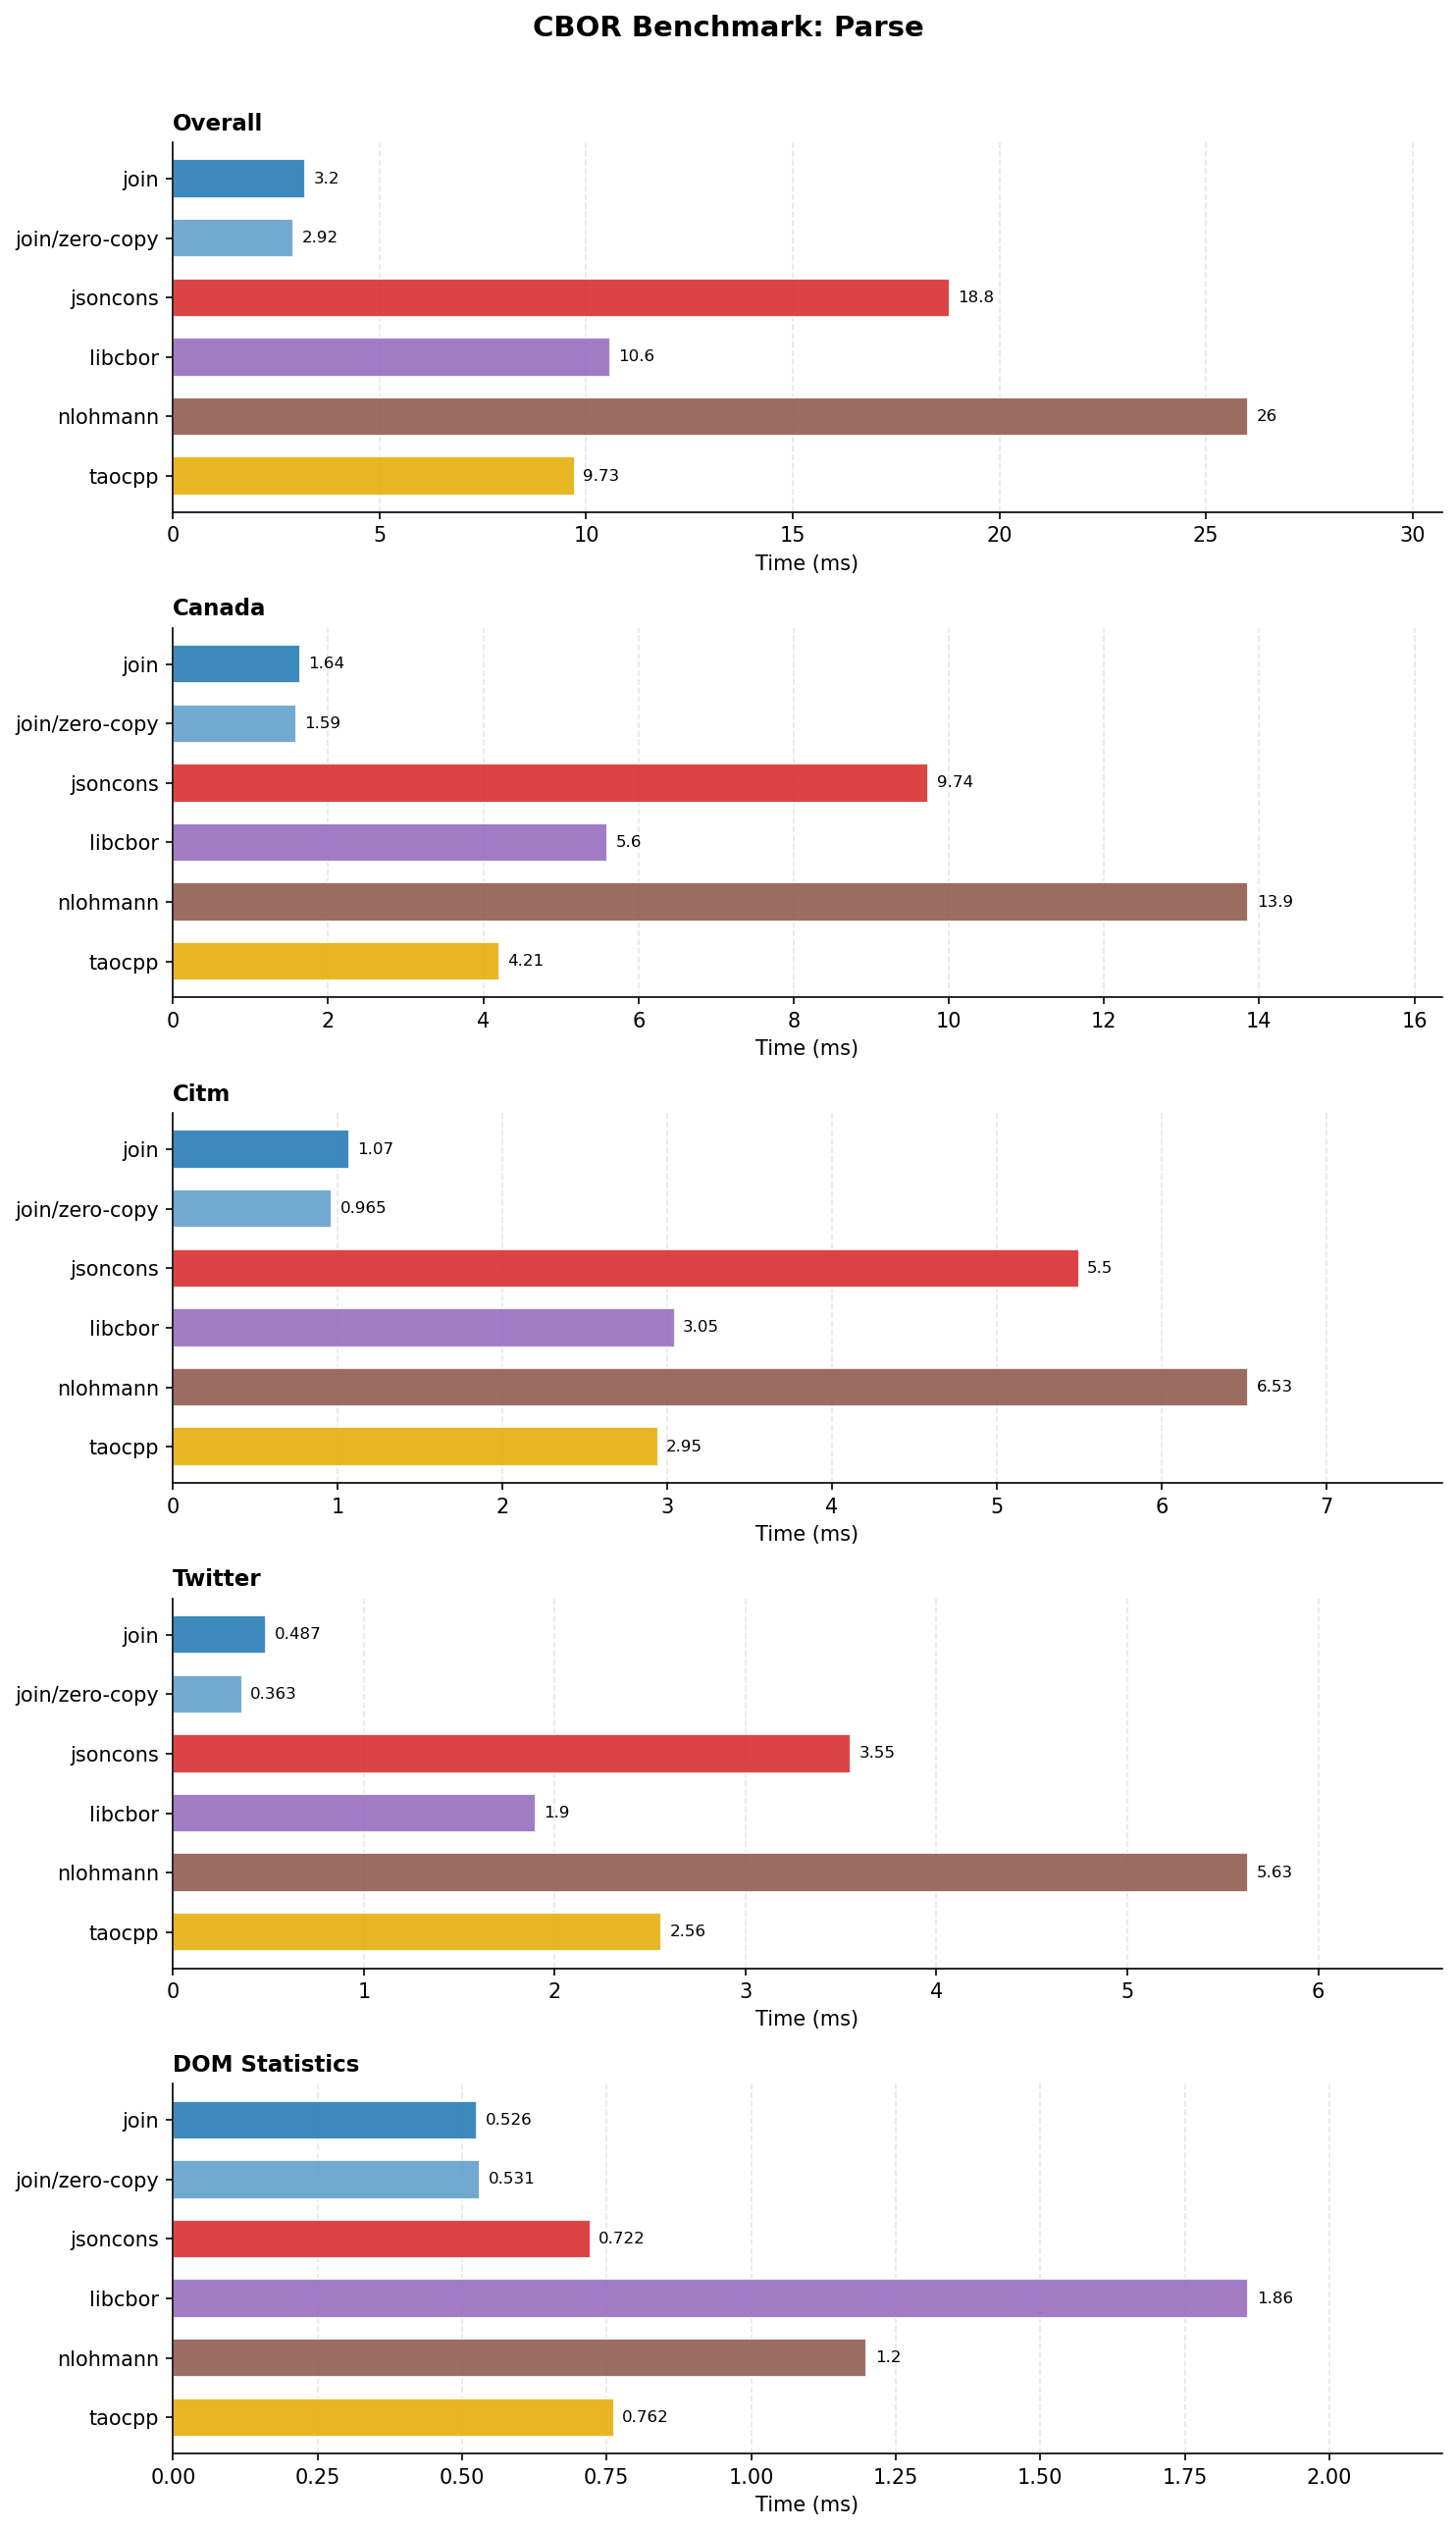 CBOR Benchmark: Parse
Overall
join 3.2
join/zero-copy 2.92
jsoncons 18.8
libcbor 10.6
nlohmann 26
taocpp 9.73
0 5 10 15 20 25 30
Time (ms)
Canada
join 1.64
join/zero-copy 1.59
jsoncons 9.74
libcbor 5.6
nlohmann 13.9
taocpp 4.21
0 2 4 6 8 10 12 14 16
Time (ms)
Citm
join 1.07
join/zero-copy 0.965
jsoncons 5.5
libcbor 3.05
nlohmann 6.53
taocpp 2.95
0 1 2 3 4 5 6 7
Time (ms)
Twitter
join 0.487
join/zero-copy 0.363
jsoncons 3.55
libcbor 1.9
nlohmann 5.63
taocpp 2.56
0 1 2 3 4 5 6
Time (ms)
DOM Statistics
join 0.526
join/zero-copy 0.531
jsoncons 0.722
libcbor 1.86
nlohmann 1.2
taocpp 0.762
0.00 0.25 0.50 0.75 1.00 1.25 1.50 1.75 2.00
Time (ms)